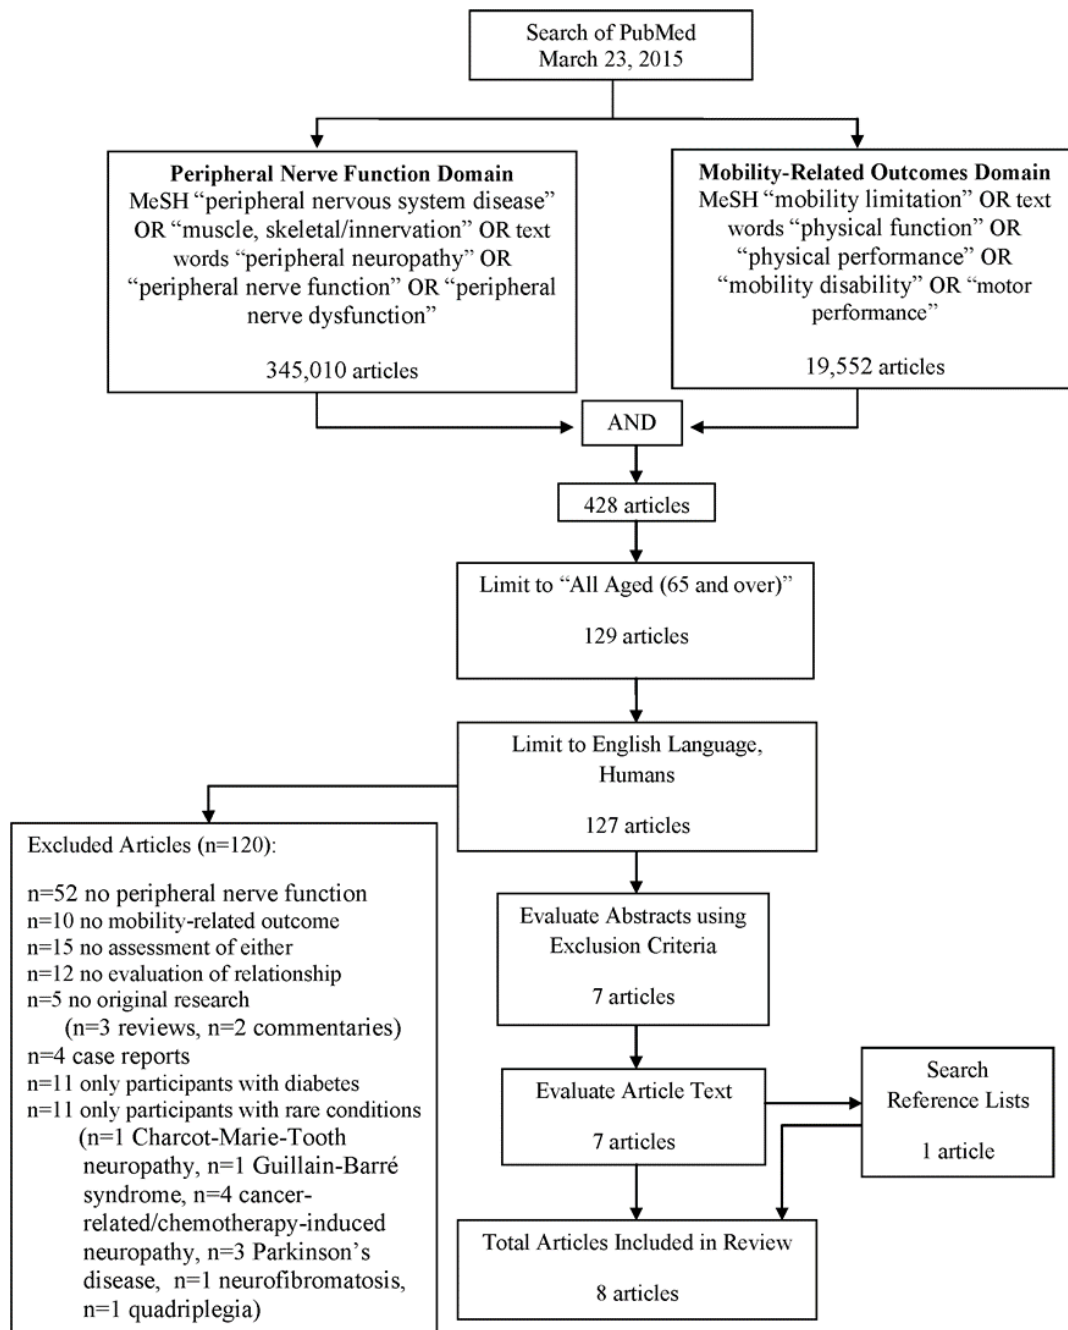 Search of PubMed
March 23, 2015
Peripheral Nerve Function Domain
MeSH “peripheral nervous system disease”
OR “muscle, skeletal/innervation” OR text
words “peripheral neuropathy” OR
“peripheral nerve function” OR “peripheral
nerve dysfunction”
345,010 articles
Mobility-Related Outcomes Domain
MeSH “mobility limitation” OR text
words “physical function” OR
“physical performance” OR
“mobility disability” OR “motor
performance”
19,552 articles
AND
428 articles
Limit to “All Aged (65 and over)”
129 articles
Limit to English Language,
Humans
127 articles
Excluded Articles (n=120):
n=52 no peripheral nerve function
n=10 no mobility-related outcome
n=15 no assessment of either
n=12 no evaluation of relationship
n=5 no original research
(n=3 reviews, n=2 commentaries)
n=4 case reports
n=11 only participants with diabetes
n=11 only participants with rare conditions
(n=1 Charcot-Marie-Tooth
neuropathy, n=1 Guillain-Barré
syndrome, n=4 cancer-
related/chemotherapy-induced
neuropathy, n=3 Parkinson’s
disease, n=1 neurofibromatosis,
n=1 quadriplegia)
Evaluate Abstracts using
Exclusion Criteria
7 articles
Evaluate Article Text
7 articles
Search
Reference Lists
1 article
Total Articles Included in Review
8 articles